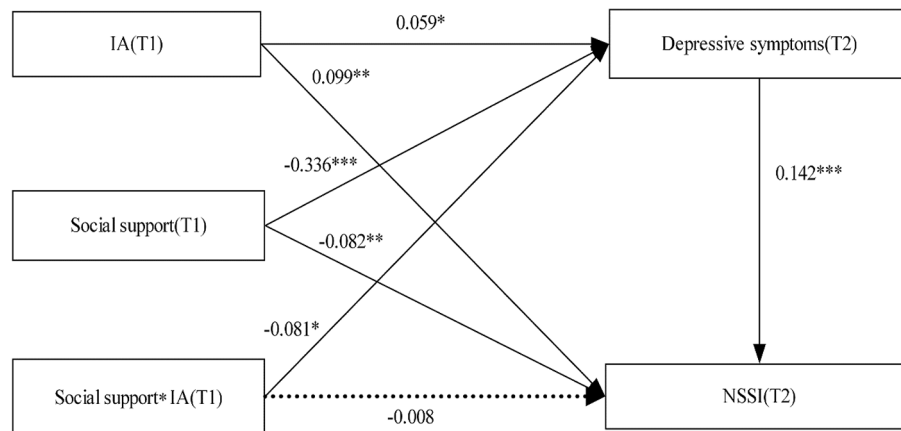 0.059*
IA(T1)
Depressive symptoms(T2)
0.099**
-0.336***
0.142***
Social support(T1)
-0.082**
-0.081*
Social support*IA(T1)
NSSI(T2)
-0.008